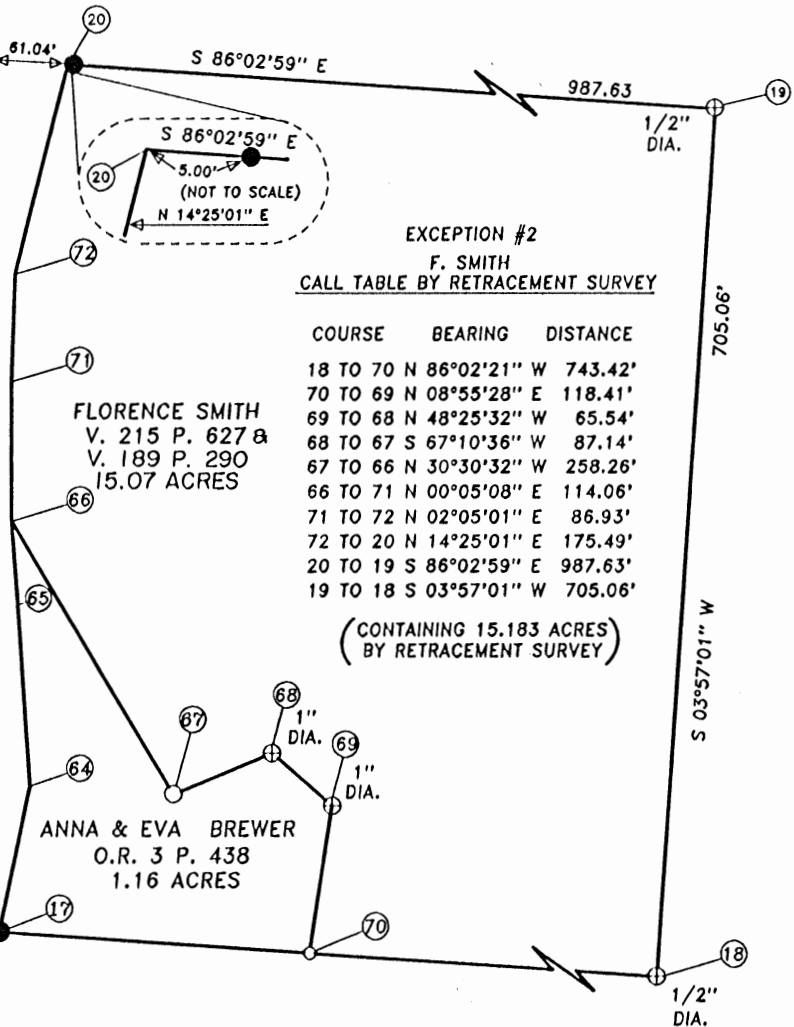 20
61.04'
S 86°02'59" E
987.63
19
1/2"
DIA.
S 86°02'59" E
20
5.00'
(NOT TO SCALE)
N 14°25'01" E
72
EXCEPTION #2
F. SMITH
CALL TABLE BY RETRACEMENT SURVEY
705.06'
COURSE BEARING DISTANCE
18 TO 70 N 86°02'21" W 743.42'
70 TO 69 N 08°55'28" E 118.41'
69 TO 68 N 48°25'32" W 65.54'
68 TO 67 S 67°10'36" W 87.14'
67 TO 66 N 30°30'32" W 258.26'
66 TO 71 N 00°05'08" E 114.06'
71 TO 72 N 02°05'01" E 86.93'
72 TO 20 N 14°25'01" E 175.49'
20 TO 19 S 86°02'59" E 987.63'
19 TO 18 S 03°57'01" W 705.06'
(CONTAINING 15.183 ACRES
BY RETRACEMENT SURVEY)
71
FLORENCE SMITH
V. 215 P. 627 &
V. 189 P. 290
15.07 ACRES
66
65
S 03°57'01" W
67
68
1"
DIA.
69
1"
DIA.
64
ANNA & EVA BREWER
O.R. 3 P. 438
1.16 ACRES
17
70
18
1/2"
DIA.